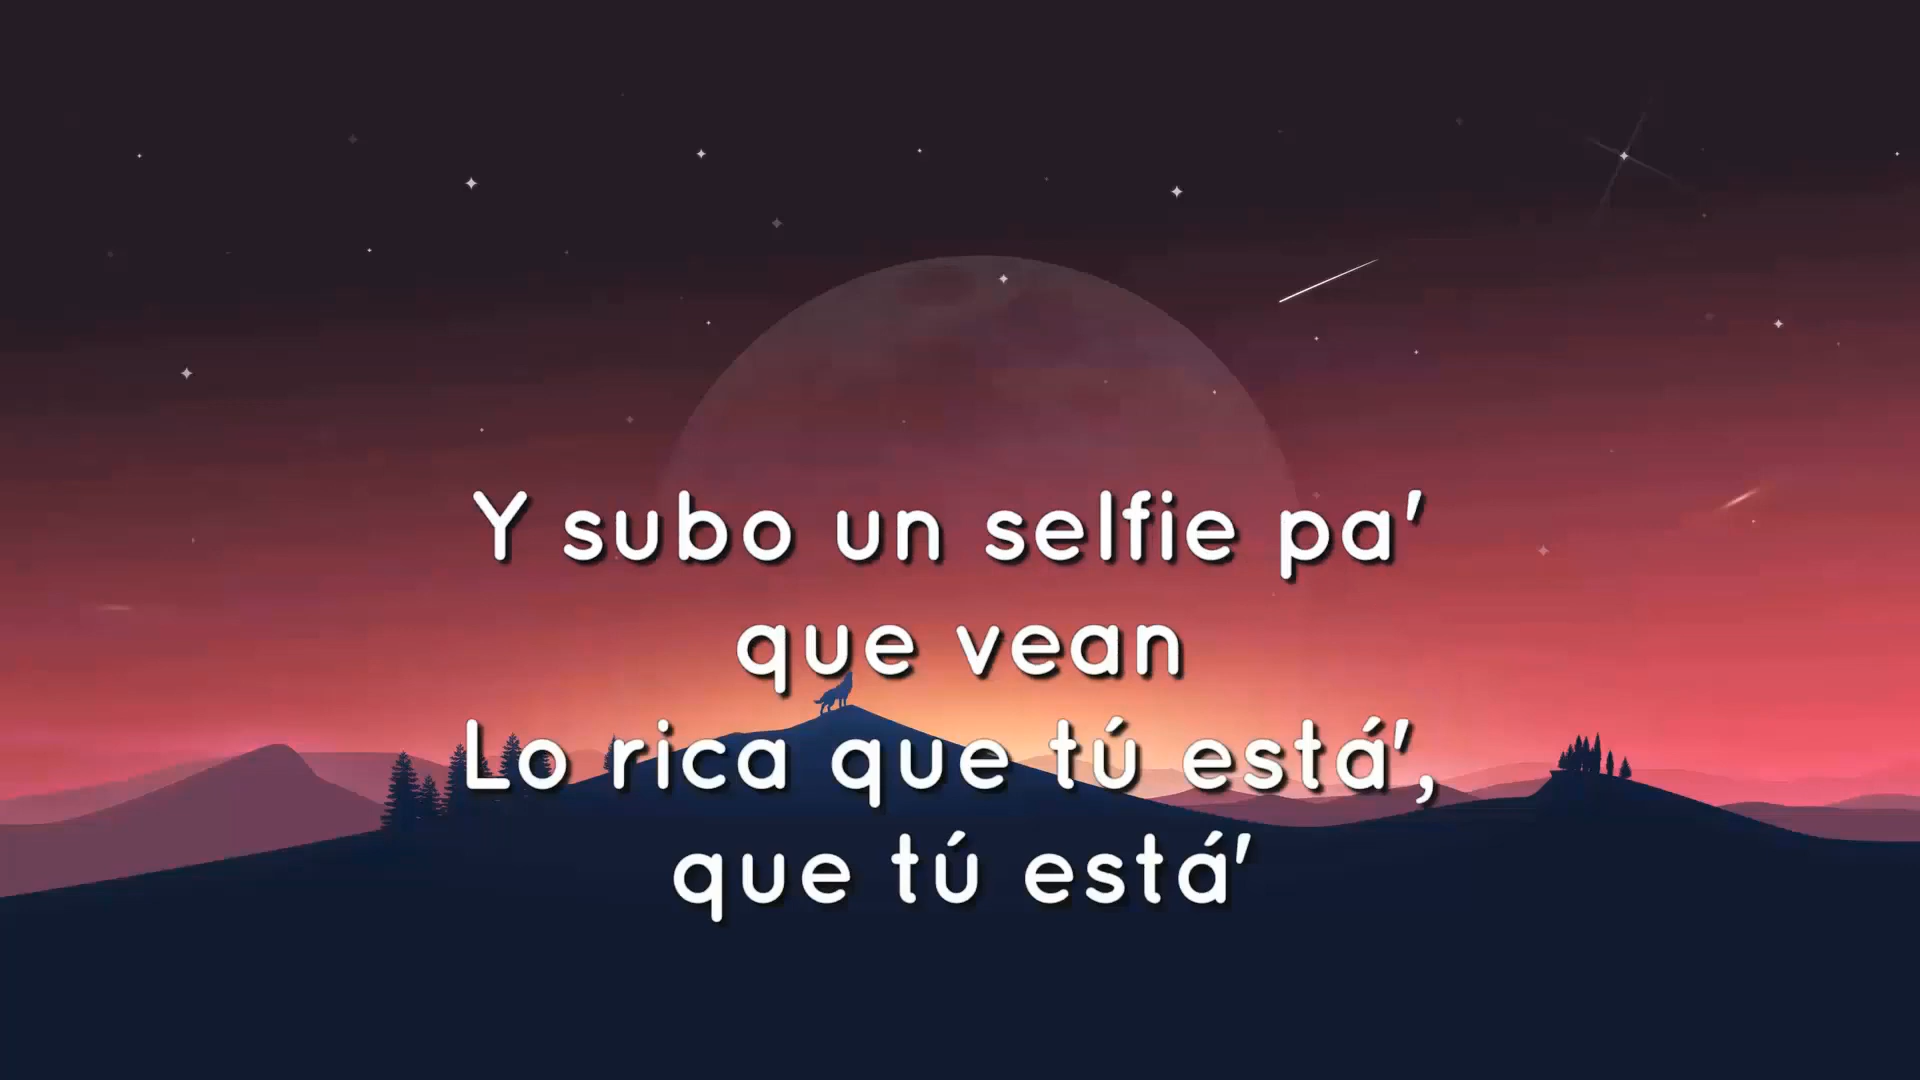 Y subo un selfie pa'
que vean
Lo rica que tú está',
que tú está'